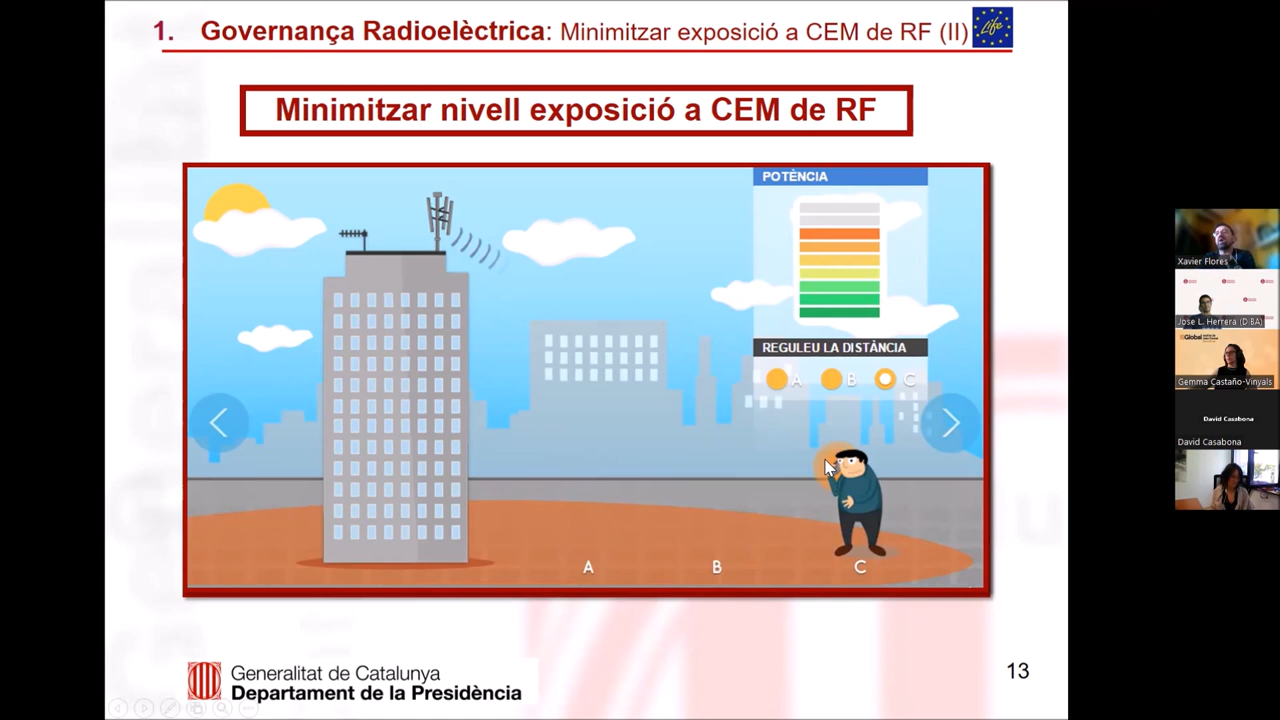 1. Governança Radioelèctrica: Minimitzar exposició a CEM de RF (II)
Life
Minimitzar nivell exposició a CEM de RF
POTÈNCIA
REGULEU LA DISTÀNCIA
A B C
A B C
Generalitat de Catalunya
Departament de la Presidència
13
Xavier Flores
Jose L. Herrera (DIBA)
Global
Gemma Castaño-Vinyals
David Casabona
David Casabona